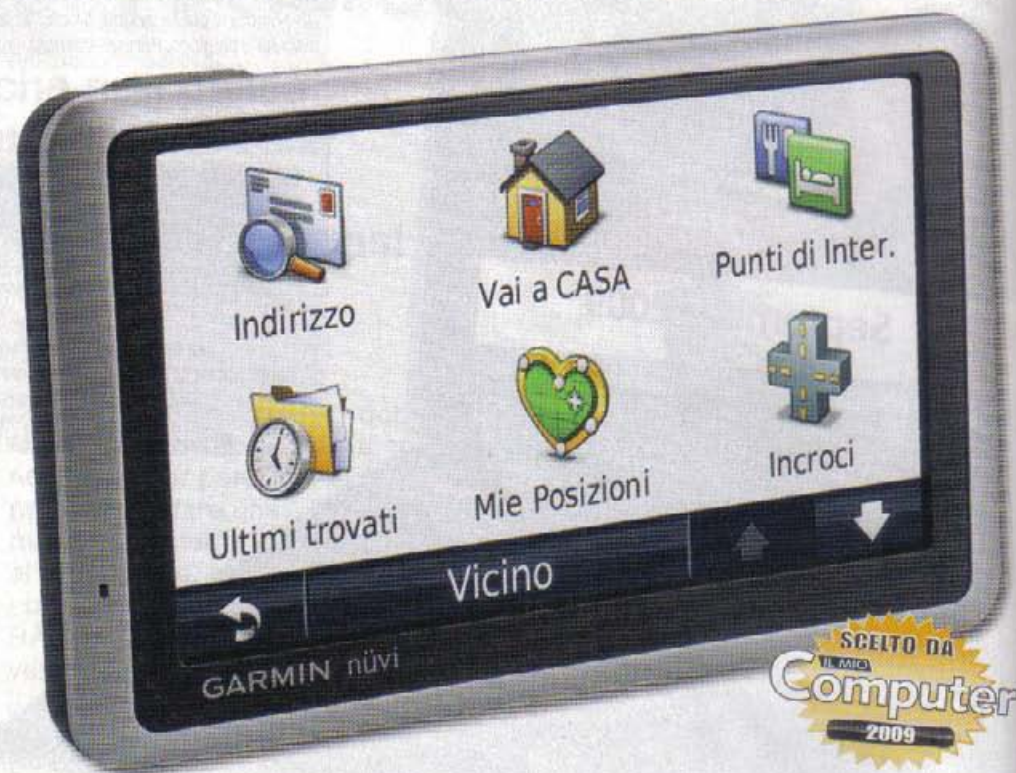 Indirizzo
Vai a CASA
Punti di Inter.
Ultimi trovati
Mie Posizioni
Incroci
Vicino
GARMIN nüvi
SCELTO DA
IL MIO
Computer
2009